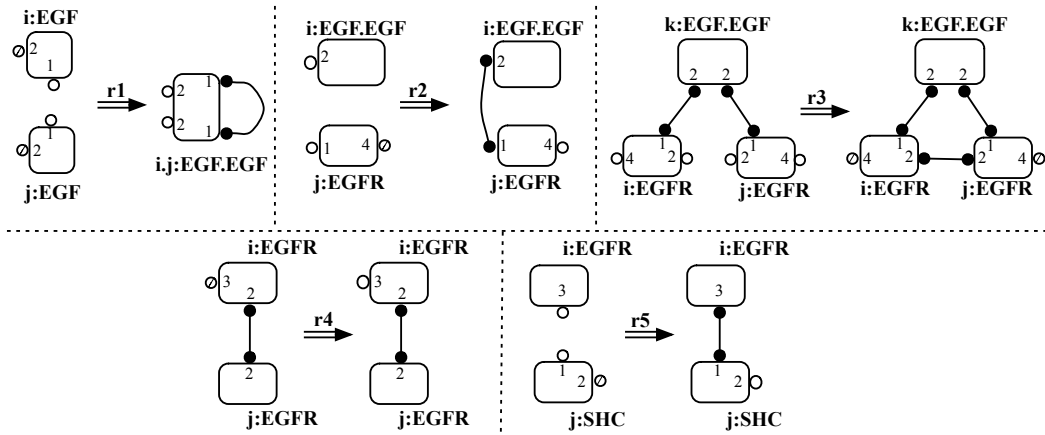 i:EGF
2
1
1
2
j:EGF
r1
2 1
2 1
i.j:EGF.EGF
i:EGF.EGF
2
1 4
j:EGFR
r2
i:EGF.EGF
2
1 4
j:EGFR
k:EGF.EGF
2 2
1
4 2
i:EGFR
1
2 4
j:EGFR
r3
k:EGF.EGF
2 2
1
4 2
i:EGFR
1
2 4
j:EGFR
i:EGFR
3
2
2
j:EGFR
r4
i:EGFR
3
2
2
j:EGFR
i:EGFR
3
1
2
j:SHC
r5
i:EGFR
3
1
2
j:SHC